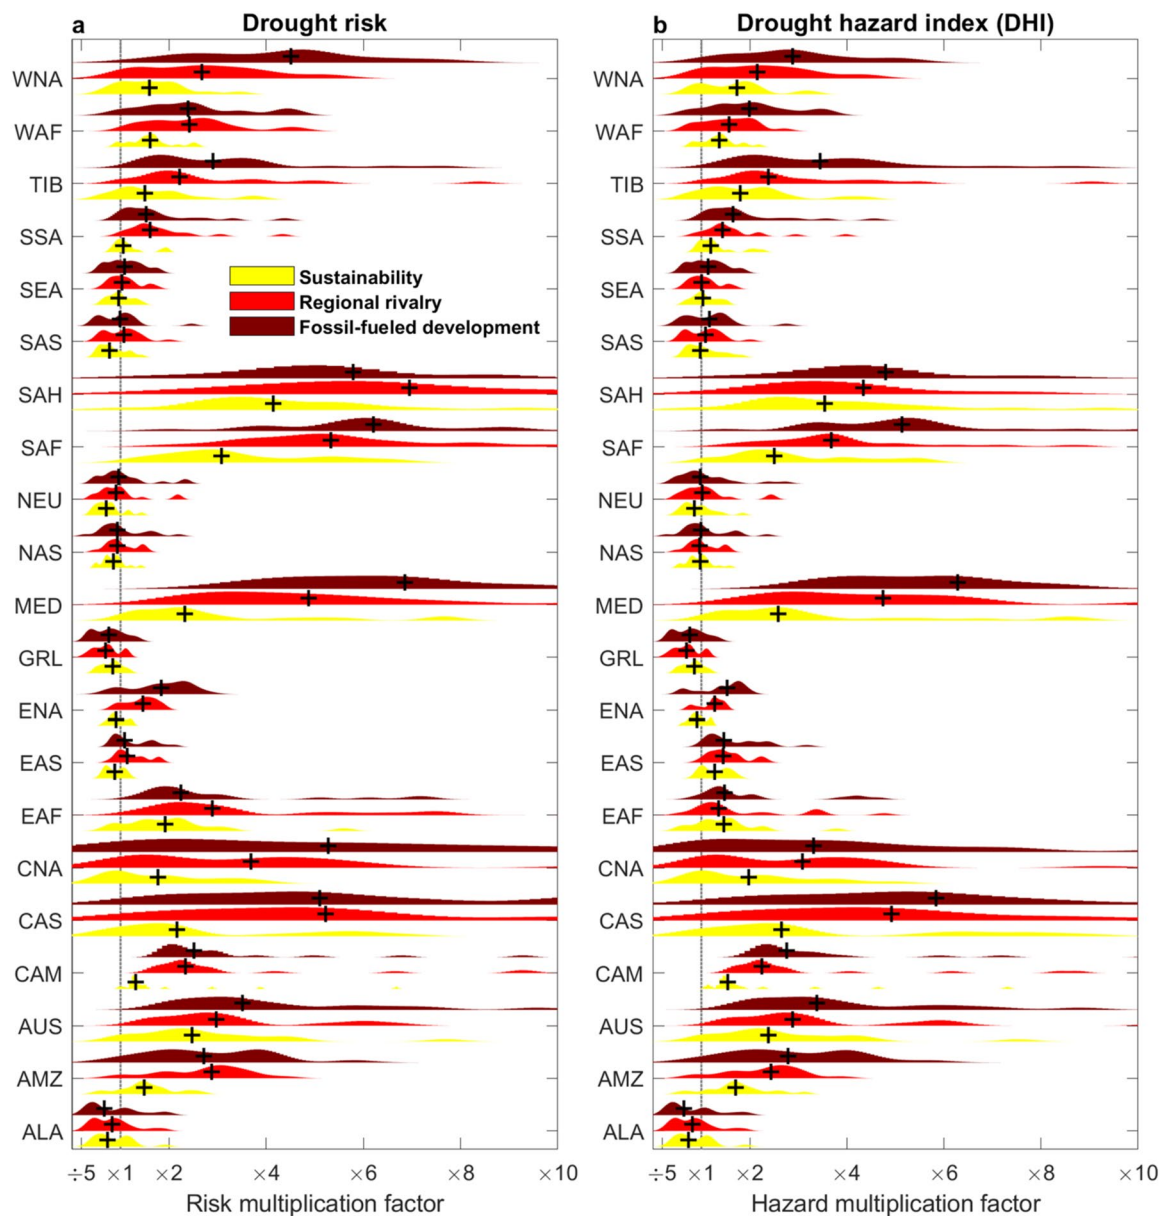 a Drought risk
WNA
WAF
TIB
SSA
SEA
SAS
SAH
SAF
NEU
NAS
MED
GRL
ENA
EAS
EAF
CNA
CAS
CAM
AUS
AMZ
ALA
Sustainability
Regional rivalry
Fossil-fueled development
÷5 ×1 ×2 ×4 ×6 ×8 ×10
Risk multiplication factor
b Drought hazard index (DHI)
WNA
WAF
TIB
SSA
SEA
SAS
SAH
SAF
NEU
NAS
MED
GRL
ENA
EAS
EAF
CNA
CAS
CAM
AUS
AMZ
ALA
÷5 ×1 ×2 ×4 ×6 ×8 ×10
Hazard multiplication factor